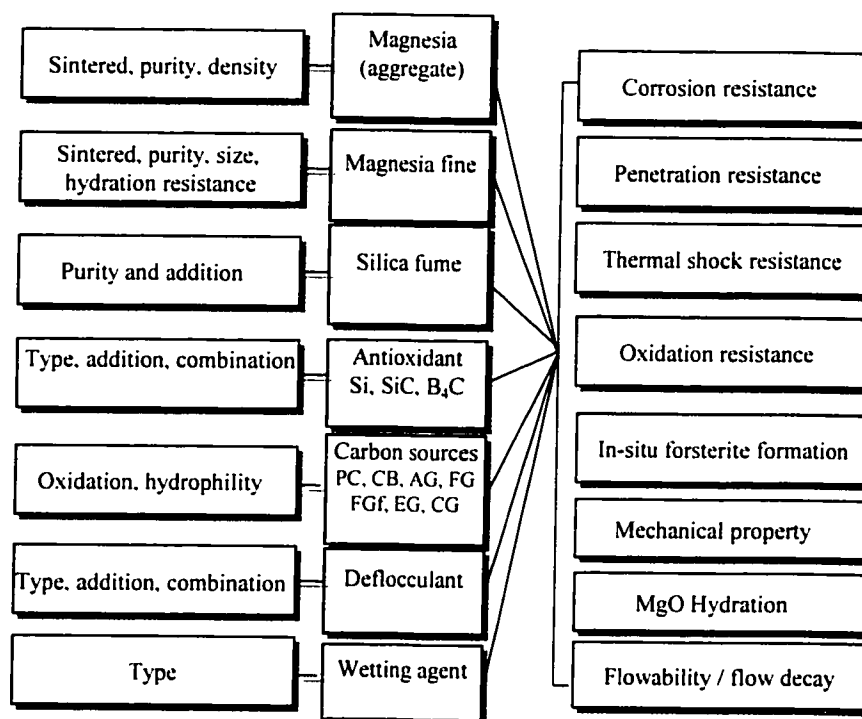 Sintered, purity, density
Magnesia
(aggregate)
Corrosion resistance
Sintered, purity, size,
hydration resistance
Magnesia fine
Penetration resistance
Purity and addition
Silica fume
Thermal shock resistance
Type, addition, combination
Antioxidant
Si, SiC, B₄C
Oxidation resistance
Oxidation, hydrophility
Carbon sources
PC, CB, AG, FG
FGf, EG, CG
In-situ forsterite formation
Type, addition, combination
Deflocculant
Mechanical property
MgO Hydration
Type
Wetting agent
Flowability / flow decay